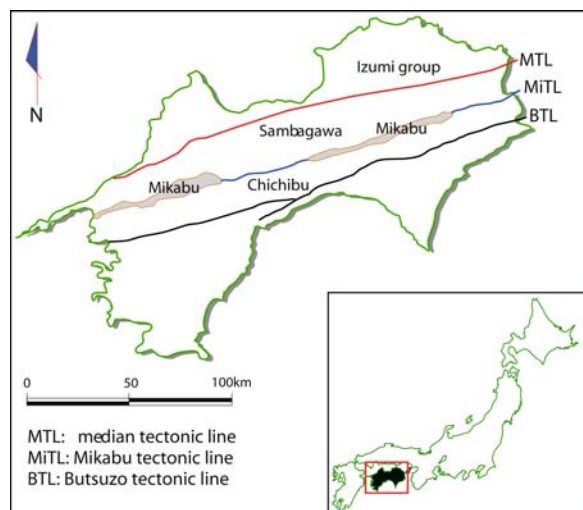 Izumi group
MTL
MiTL
BTL
Sambagawa
Mikabu
Mikabu
Chichibu
N
0 50 100km
MTL: median tectonic line
MiTL: Mikabu tectonic line
BTL: Butsuzo tectonic line